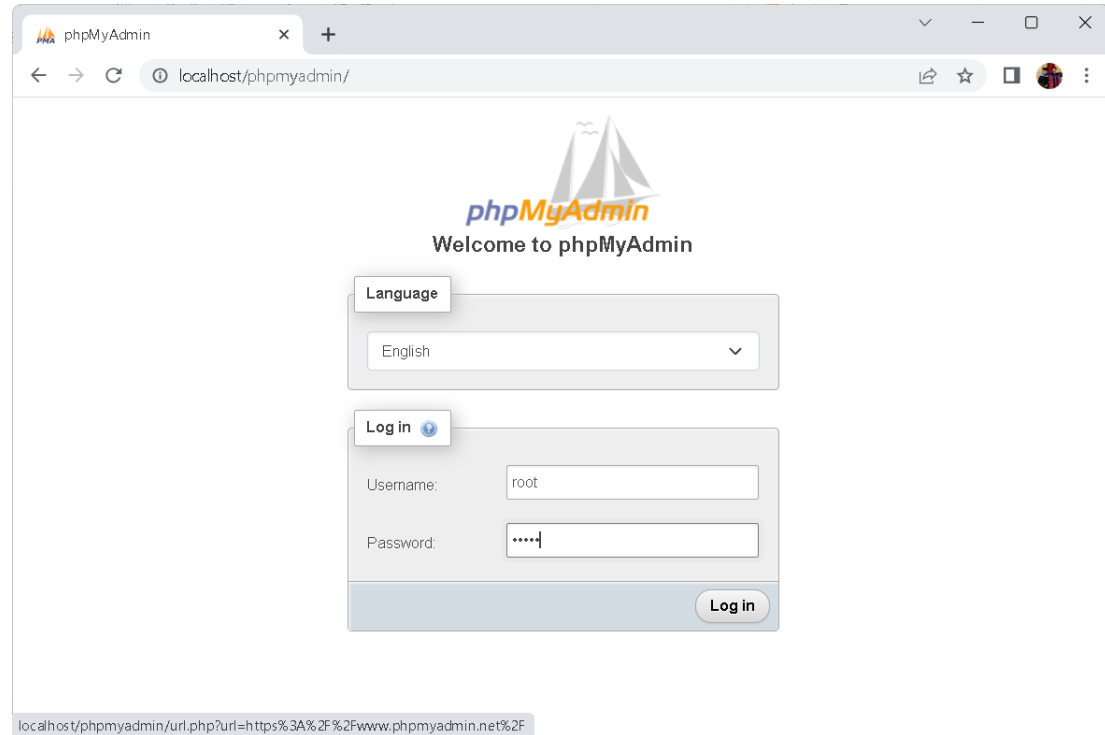 phpMyAdmin
localhost/phpmyadmin/
phpMyAdmin
Welcome to phpMyAdmin
Language
English
Log in
Username: root
Password: •••••
Log in
localhost/phpmyadmin/url.php?url=https%3A%2F%2Fwww.phpmyadmin.net%2F